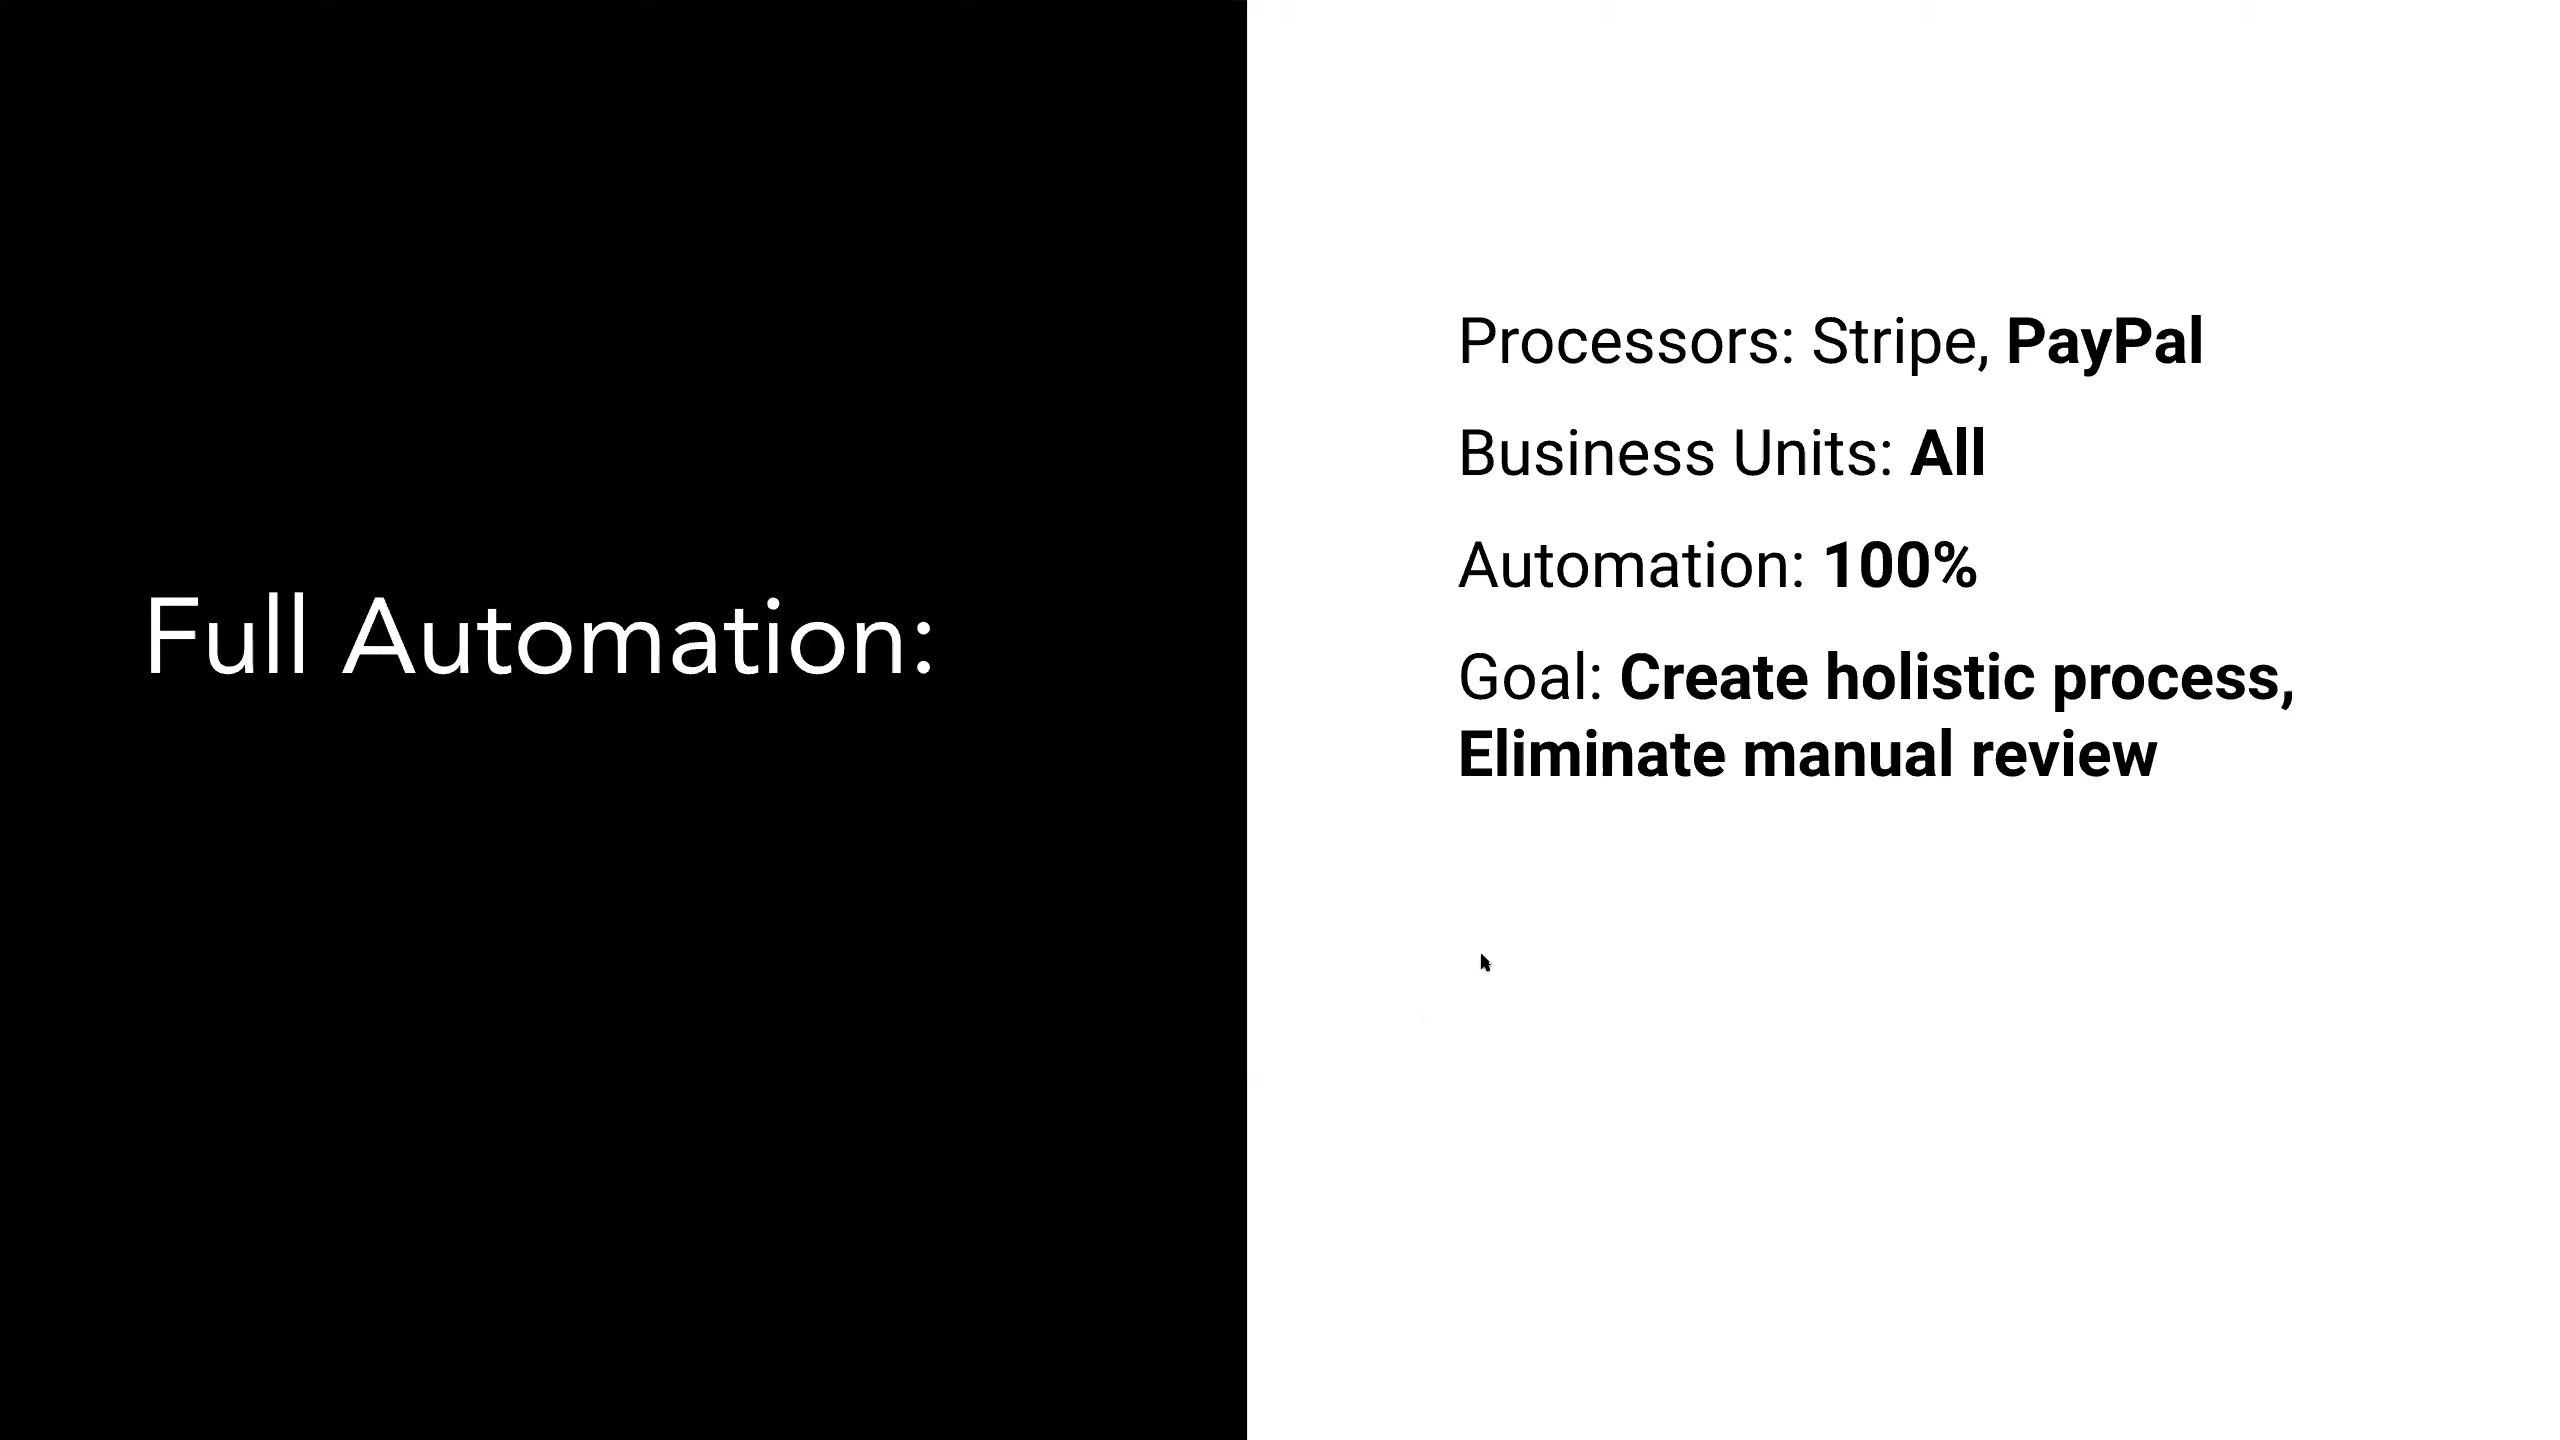 Full Automation:
Processors: Stripe, PayPal
Business Units: All
Automation: 100%
Goal: Create holistic process,
Eliminate manual review